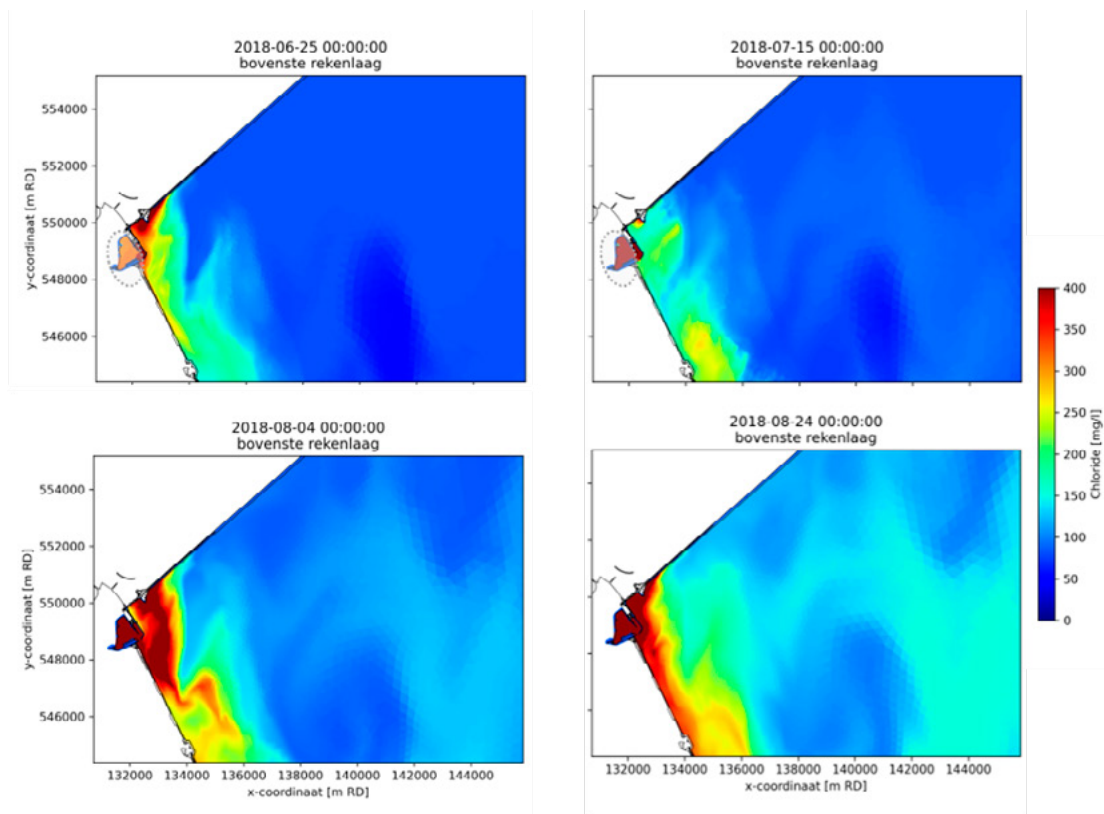 2018-06-25 00:00:00
bovenste rekenlaag
2018-07-15 00:00:00
bovenste rekenlaag
y-coordinaat [m RD]
554000
552000
550000
548000
546000
2018-08-04 00:00:00
bovenste rekenlaag
2018-08-24 00:00:00
bovenste rekenlaag
y-coordinaat [m RD]
554000
552000
550000
548000
546000
132000 134000 136000 138000 140000 142000 144000
x-coordinaat [m RD]
132000 134000 136000 138000 140000 142000 144000
x-coordinaat [m RD]
400
350
300
250
200
150
100
50
0
Chloride [mg/l]